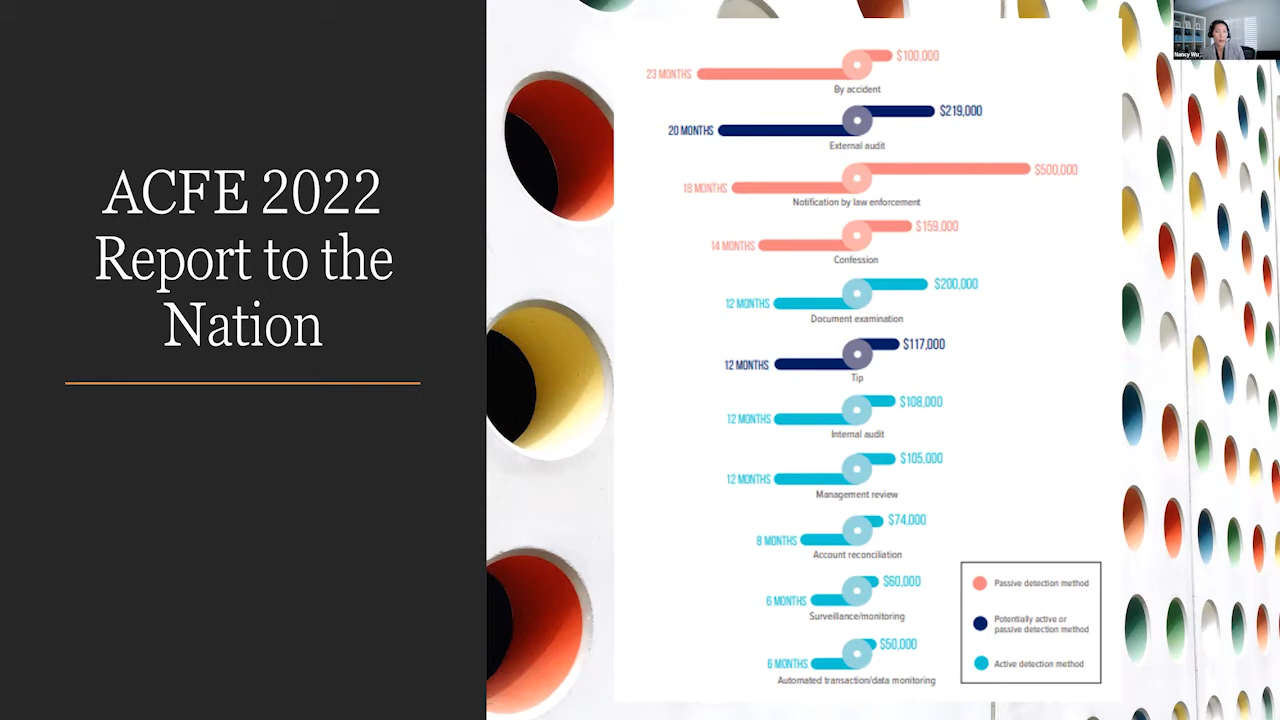 ACFE 2022
Report to the
Nation
$100,000
23 MONTHS
By accident
$219,000
20 MONTHS
External audit
$500,000
18 MONTHS
Notification by law enforcement
$159,000
14 MONTHS
Confession
$200,000
12 MONTHS
Document examination
$117,000
12 MONTHS
Tip
$108,000
12 MONTHS
Internal audit
$105,000
12 MONTHS
Management review
$74,000
8 MONTHS
Account reconciliation
$60,000
6 MONTHS
Surveillance/monitoring
$50,000
6 MONTHS
Automated transaction/data monitoring
Passive detection method
Potentially active or
passive detection method
Active detection method
Nancy Wu